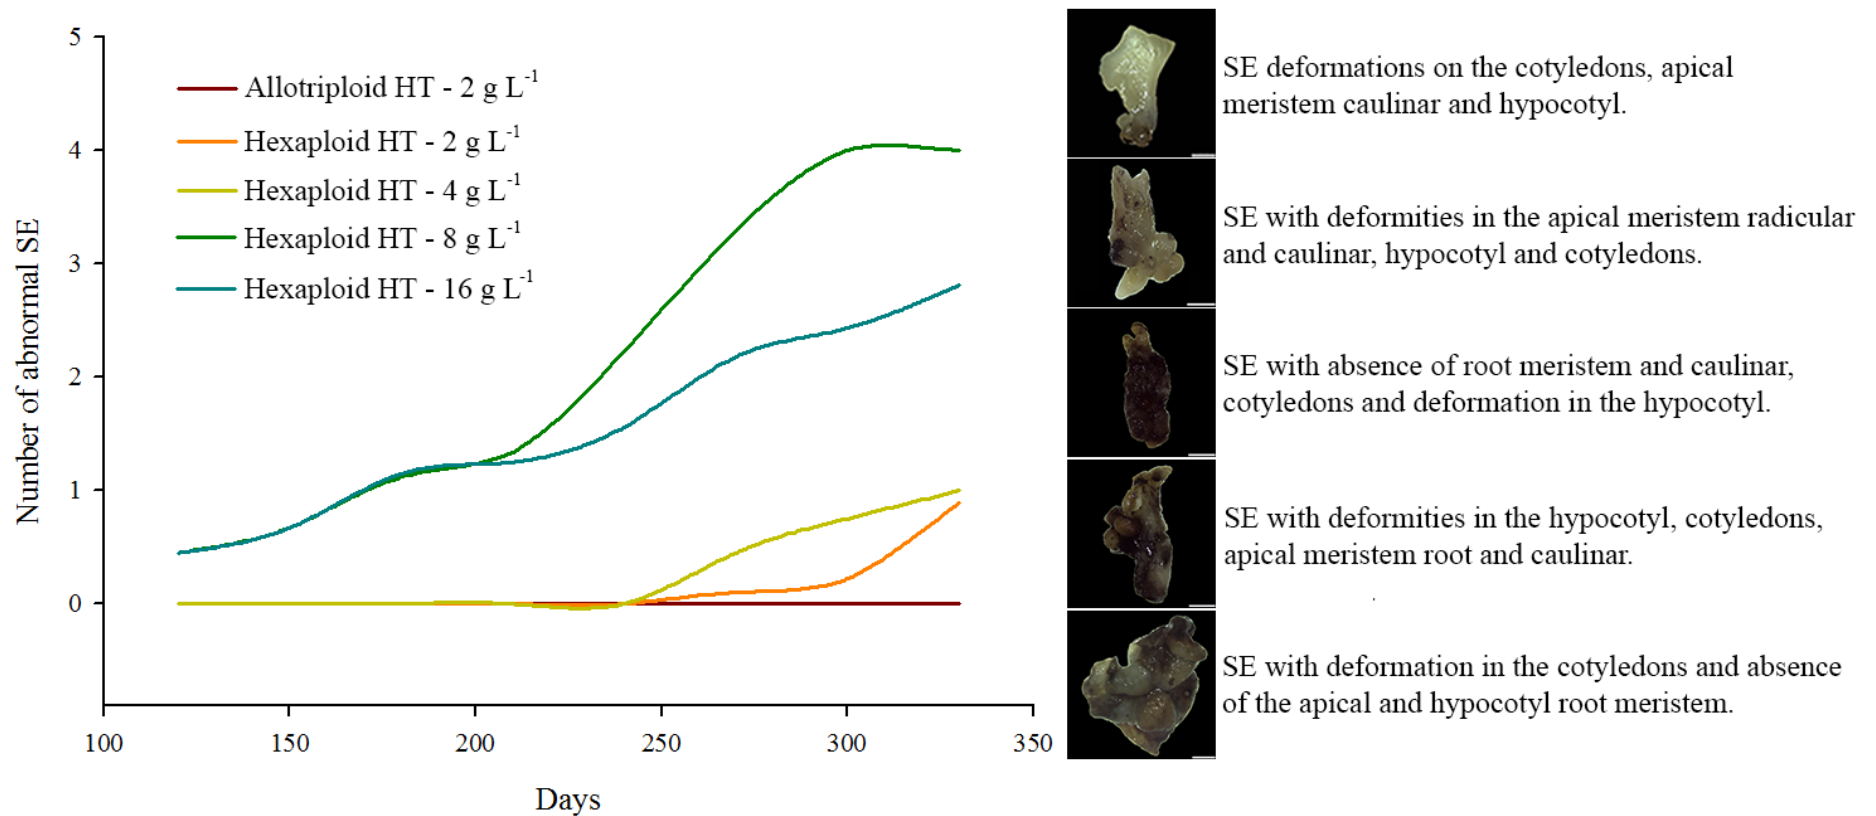 Number of abnormal SE
5
4
3
2
1
0
Allotriploid HT - 2 g L-1
Hexaploid HT - 2 g L-1
Hexaploid HT - 4 g L-1
Hexaploid HT - 8 g L-1
Hexaploid HT - 16 g L-1
100 150 200 250 300 350
Days
SE deformations on the cotyledons, apical
meristem caulinar and hypocotyl.
SE with deformities in the apical meristem radicular
and caulinar, hypocotyl and cotyledons.
SE with absence of root meristem and caulinar,
cotyledons and deformation in the hypocotyl.
SE with deformities in the hypocotyl, cotyledons,
apical meristem root and caulinar.
SE with deformation in the cotyledons and absence
of the apical and hypocotyl root meristem.